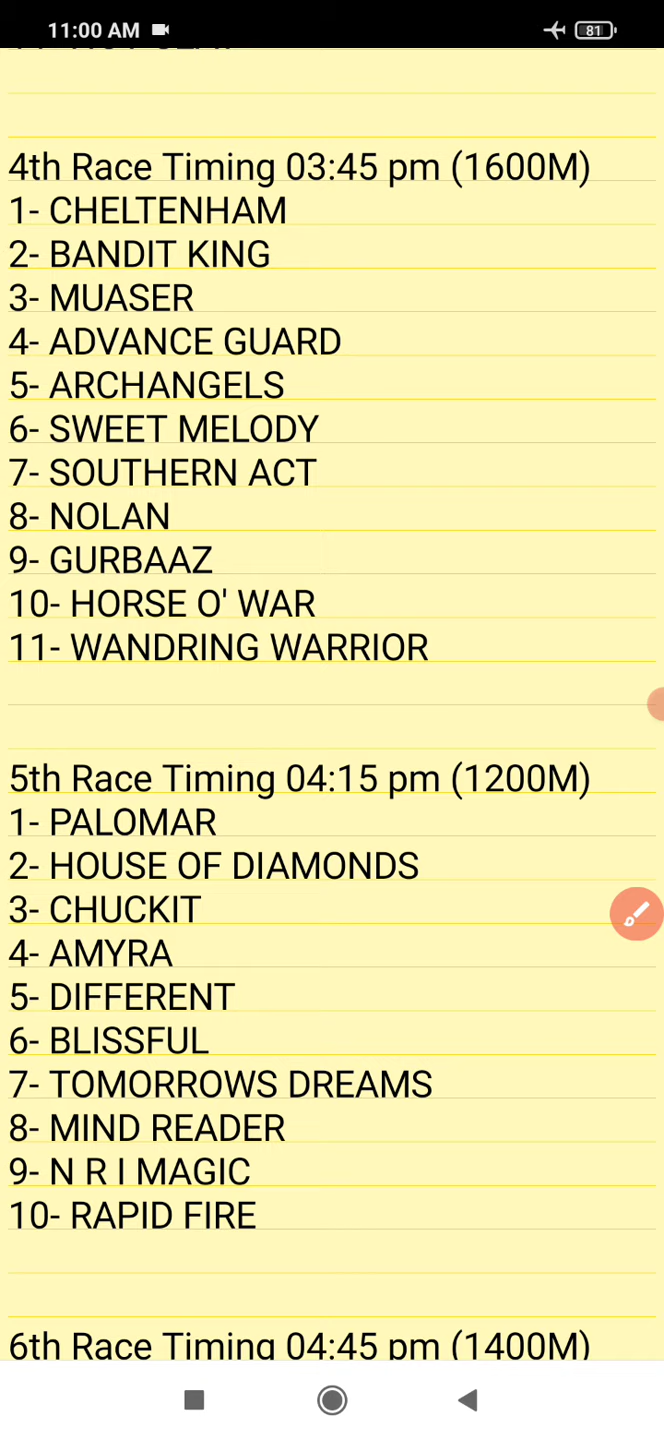 11:00 AM
81
4th Race Timing 03:45 pm (1600M)
1- CHELTENHAM
2- BANDIT KING
3- MUASER
4- ADVANCE GUARD
5- ARCHANGELS
6- SWEET MELODY
7- SOUTHERN ACT
8- NOLAN
9- GURBAAZ
10- HORSE O' WAR
11- WANDRING WARRIOR
5th Race Timing 04:15 pm (1200M)
1- PALOMAR
2- HOUSE OF DIAMONDS
3- CHUCKIT
4- AMYRA
5- DIFFERENT
6- BLISSFUL
7- TOMORROWS DREAMS
8- MIND READER
9- N R I MAGIC
10- RAPID FIRE
6th Race Timing 04:45 pm (1400M)